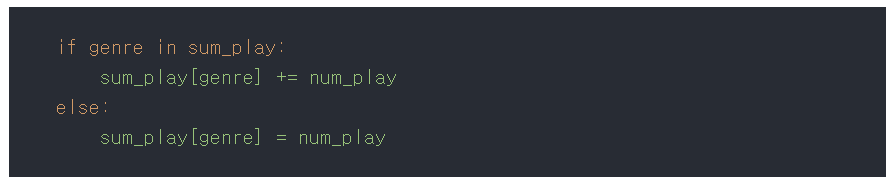 if genre in sum_play:
    sum_play[genre] += num_play
else:
    sum_play[genre] = num_play